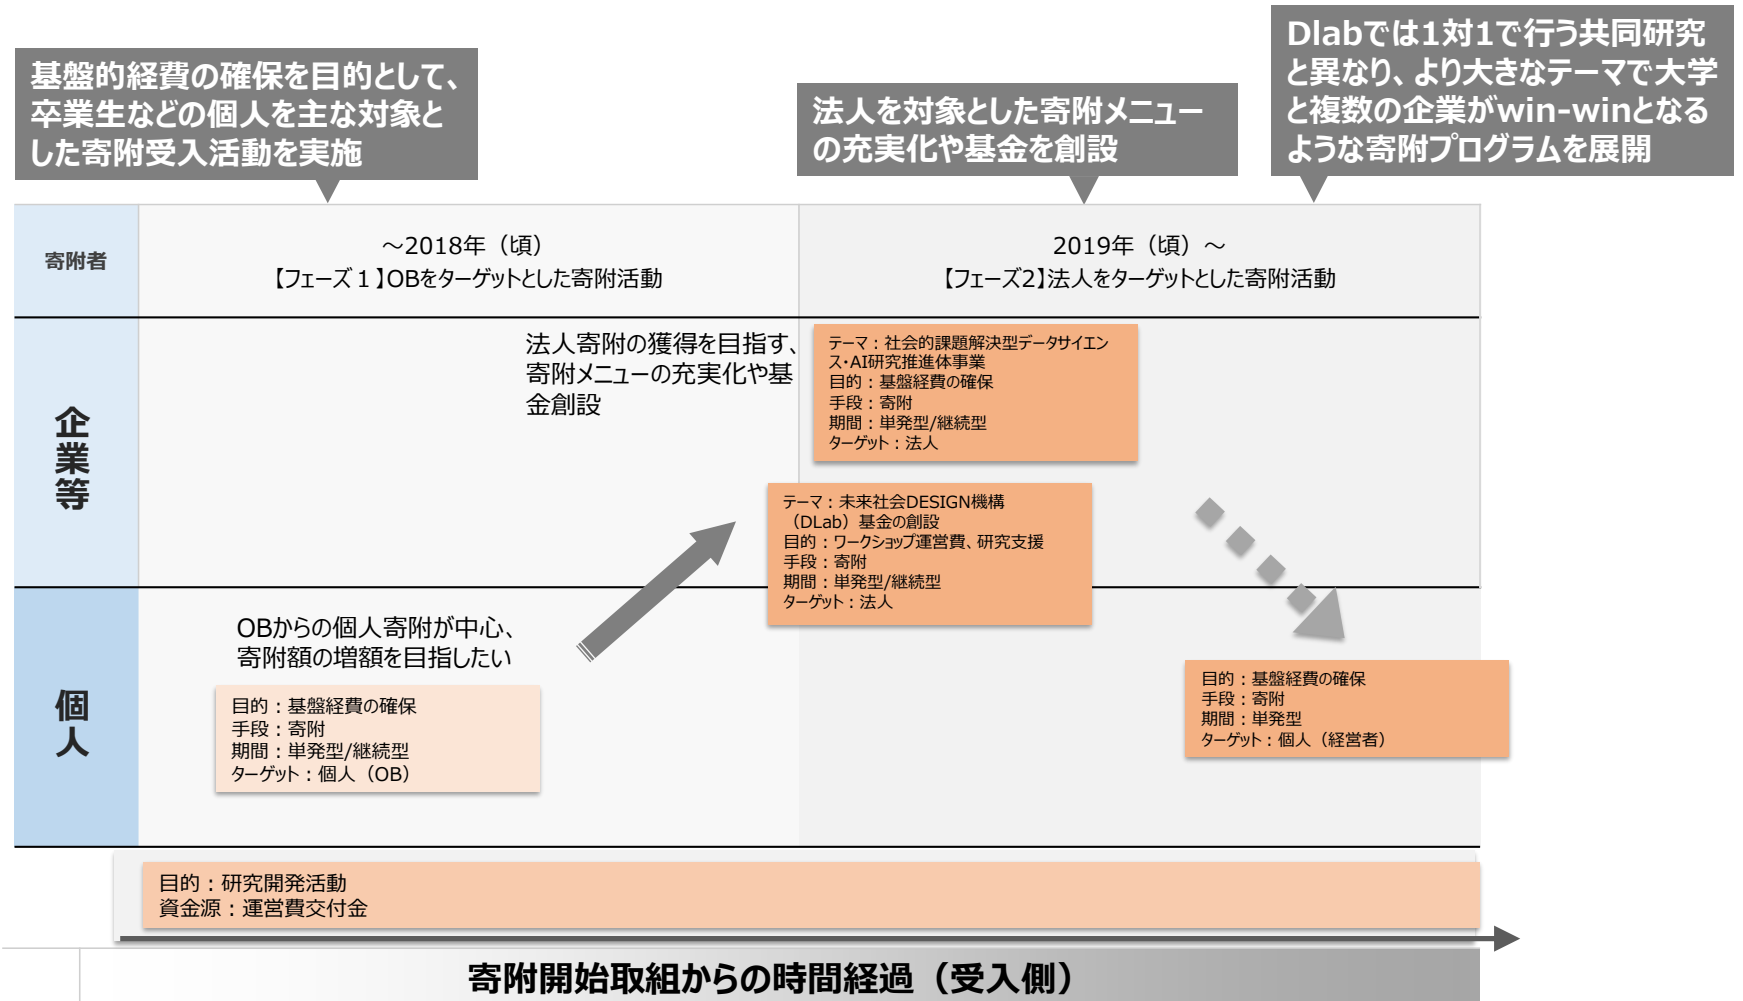 基盤的経費の確保を目的として、
卒業生などの個人を主な対象と
した寄附受入活動を実施
法人を対象とした寄附メニュー
の充実化や基金を創設
Dlabでは1対1で行う共同研究
と異なり、より大きなテーマで大学
と複数の企業がwin-winとなる
ような寄附プログラムを展開
寄附者
～2018年（頃）
【フェーズ１】OBをターゲットとした寄附活動
2019年（頃）～
【フェーズ2】法人をターゲットとした寄附活動
企業等
法人寄附の獲得を目指す、
寄附メニューの充実化や基
金創設
テーマ：社会的課題解決型データサイエン
ス・AI研究推進体事業
目的：基盤経費の確保
手段：寄附
期間：単発型/継続型
ターゲット：法人
テーマ：未来社会DESIGN機構
（DLab）基金の創設
目的：ワークショップ運営費、研究支援
手段：寄附
期間：単発型/継続型
ターゲット：法人
個人
OBからの個人寄附が中心、
寄附額の増額を目指したい
目的：基盤経費の確保
手段：寄附
期間：単発型/継続型
ターゲット：個人（OB）
目的：基盤経費の確保
手段：寄附
期間：単発型
ターゲット：個人（経営者）
目的：研究開発活動
資金源：運営費交付金
寄附開始取組からの時間経過（受入側）